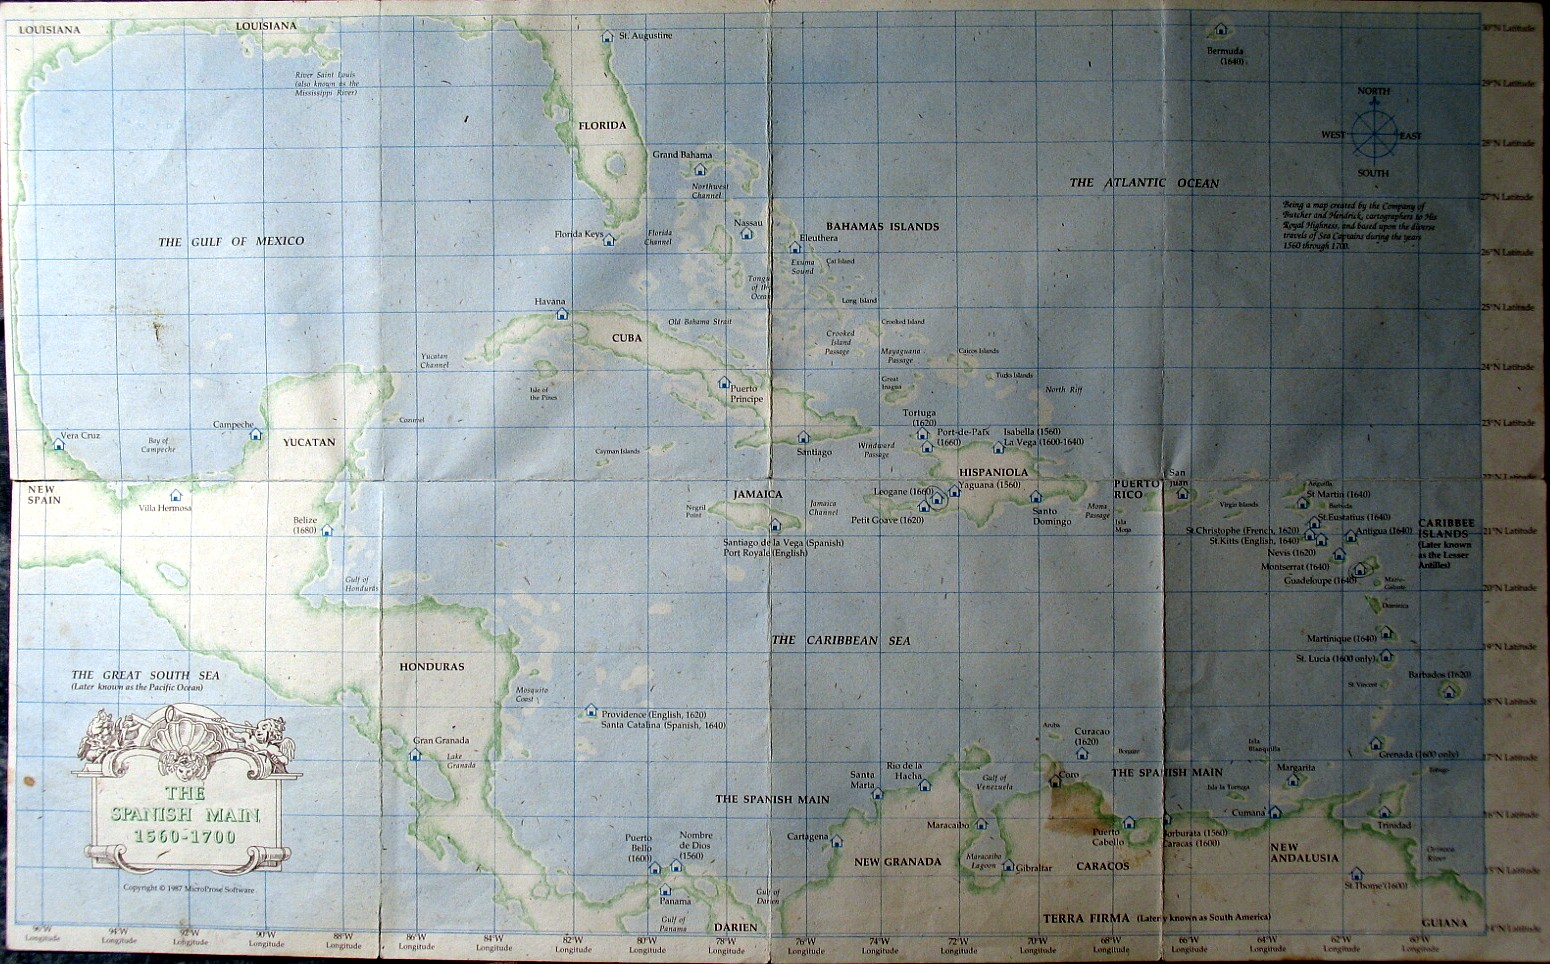 LOUISIANA
LOUISIANA
River Saint Louis
(also known as the
Mississippi River)
St. Augustine
FLORIDA
Bermuda
(1640)
30°N Latitude
29°N Latitude
28°N Latitude
27°N Latitude
26°N Latitude
25°N Latitude
24°N Latitude
23°N Latitude
22°N Latitude
21°N Latitude
20°N Latitude
19°N Latitude
18°N Latitude
17°N Latitude
16°N Latitude
15°N Latitude
14°N Latitude
NORTH
WEST
EAST
SOUTH
THE ATLANTIC OCEAN
Being a map created by the Company of
Butcher and Hendrick, cartographers to His
Royal Highness, and based upon the diverse
travels of Sea Captains during the years
1560 through 1700.
Grand Bahama
Northwest
Channel
Nassau
BAHAMAS ISLANDS
Florida Keys
Florida
Channel
Eleuthera
Exuma
Sound
Cat Island
Tongue
of the
Ocean
Long Island
THE GULF OF MEXICO
Havana
CUBA
Old Bahama Strait
Crooked Island
Crooked
Island
Passage
Mayaguana
Passage
Caicos Islands
Yucatan
Channel
Isle of
the Pines
Puerto
Principe
Great
Inagua
Turks Islands
North Riff
Vera Cruz
Bay of
Campeche
Campeche
YUCATAN
Cozumel
Cayman Islands
Santiago
Windward
Passage
Tortuga
(1620)
Port-de-Paix
(1660)
Isabella (1560)
La Vega (1600-1640)
HISPANIOLA
Yaguana (1560)
Leogane (1660)
Petit Goave (1620)
Santo
Domingo
Mona
Passage
Isla
Mona
PUERTO
RICO
San
Juan
Virgin Islands
Anguilla
St Martin (1640)
Barbuda
St.Eustatius (1640)
St.Christophe (French, 1620)
St.Kitts (English, 1640)
Antigua (1640)
Nevis (1620)
Montserrat (1640)
Guadeloupe (1640)
Marie-
Galante
Dominica
CARIBBEE
ISLANDS
(Later known
as the Lesser
Antilles)
NEW
SPAIN
Villa Hermosa
Belize
(1680)
Gulf of
Honduras
JAMAICA
Negril
Point
Jamaica
Channel
Santiago de la Vega (Spanish)
Port Royale (English)
THE CARIBBEAN SEA
Martinique (1640)
St. Lucia (1600 only)
St. Vincent
Barbados (1620)
Grenada (1600 only)
Tobago
THE GREAT SOUTH SEA
(Later known as the Pacific Ocean)
HONDURAS
Mosquito
Coast
Providence (English, 1620)
Santa Catalina (Spanish, 1640)
Gran Granada
Lake
Granada
THE
SPANISH MAIN
1560-1700
Copyright © 1987 MicroProse Software
Aruba
Curacao
(1620)
Bonaire
Isla
Blanquilla
Rio de la
Hacha
Santa
Marta
Gulf of
Venezuela
Coro
THE SPANISH MAIN
Margarita
Isla la Tortuga
THE SPANISH MAIN
Cartagena
Maracaibo
Puerto
Cabello
Borburata (1560)
Caracas (1600)
Cumana
Trinidad
Puerto
Bello
(1600)
Nombre
de Dios
(1560)
NEW GRANADA
Maracaibo
Lagoon
Gibraltar
CARACOS
NEW
ANDALUSIA
Orinoco
River
St.Thome (1600)
Panama
Gulf of
Panama
Gulf of
Darien
DARIEN
TERRA FIRMA (Later known as South America)
GUIANA
96°W
Longitude
94°W
Longitude
92°W
Longitude
90°W
Longitude
88°W
Longitude
86°W
Longitude
84°W
Longitude
82°W
Longitude
80°W
Longitude
78°W
Longitude
76°W
Longitude
74°W
Longitude
72°W
Longitude
70°W
Longitude
68°W
Longitude
66°W
Longitude
64°W
Longitude
62°W
Longitude
60°W
Longitude